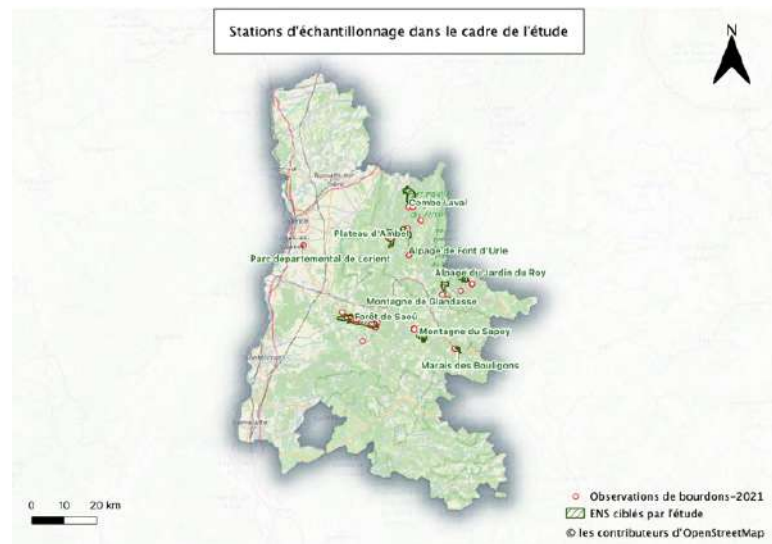 Stations d'échantillonnage dans le cadre de l'étude
N
Combe Laval
Plateau d'Ambel
Alpage de Font d'Urle
Parc départemental de Lorient
Alpage du Jardin du Roy
Montagne de Glandasse
Forêt de Saoû
Montagne du Sapey
Marais des Bouligons
0 10 20 km
Observations de bourdons-2021
ENS ciblés par l'étude
© les contributeurs d'OpenStreetMap